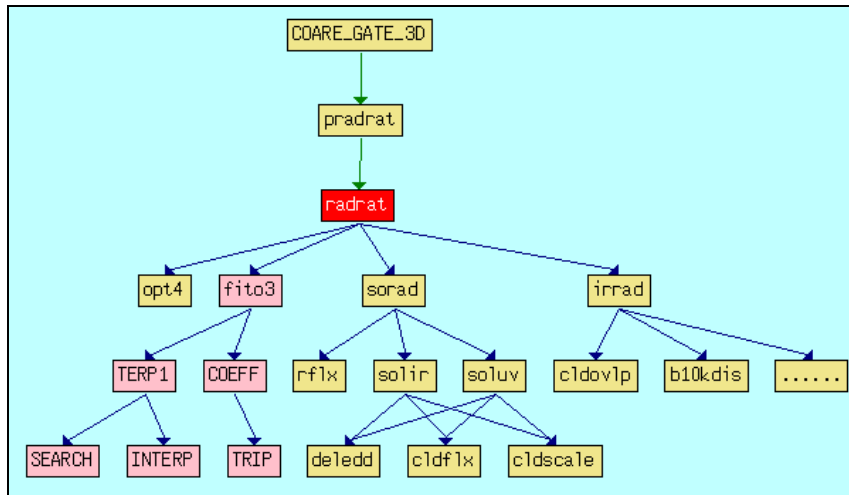 COARE_GATE_3D
pradrat
radrat
opt4 fito3 sorad irrad
TERP1 COEFF rflx solir soluv cldovlp b10kdis ......
SEARCH INTERP TRIP deledd cldflx cldscale